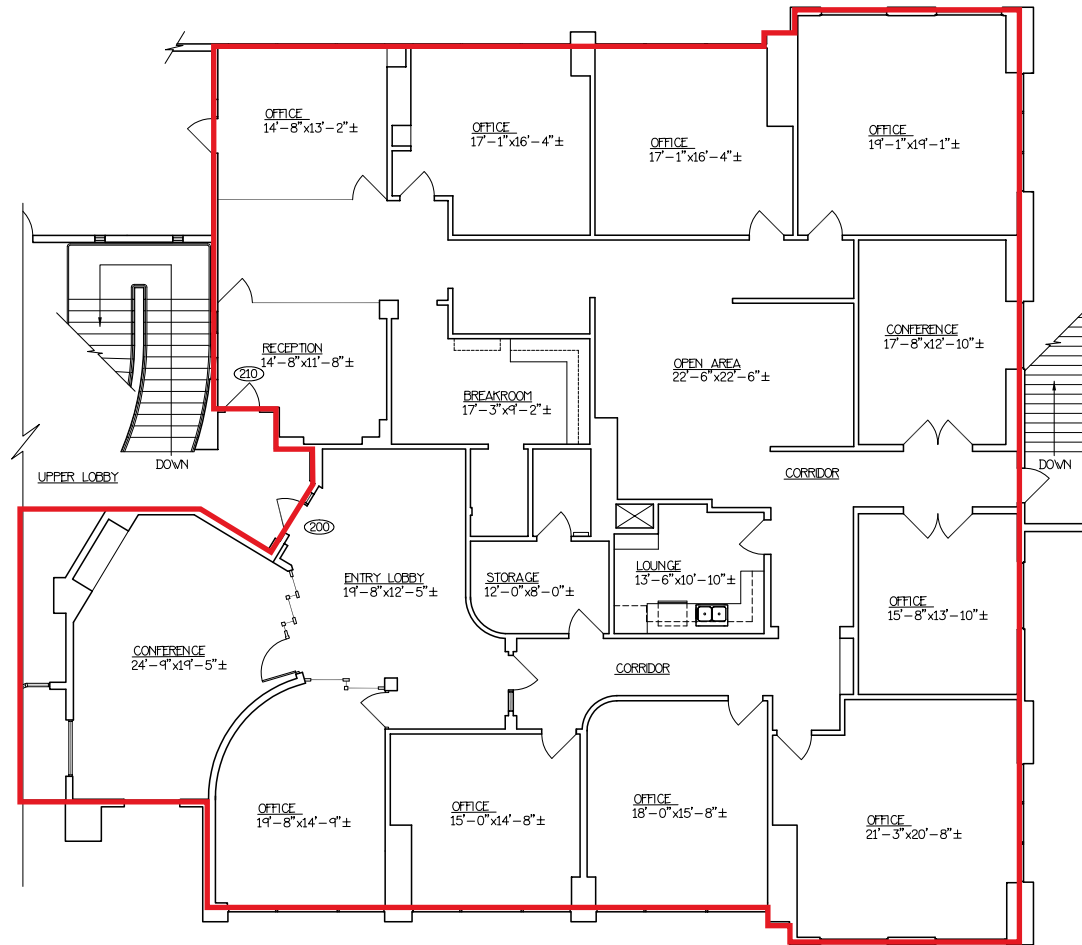 OFFICE
14'-8"x13'-2"±
OFFICE
17'-1"x16'-4"±
OFFICE
17'-1"x16'-4"±
OFFICE
19'-1"x19'-1"±
RECEPTION
14'-8"x11'-8"±
210
BREAKROOM
17'-3"x9'-2"±
OPEN AREA
22'-6"x22'-6"±
CONFERENCE
17'-8"x12'-10"±
DOWN
UPPER LOBBY
CORRIDOR
DOWN
200
ENTRY LOBBY
19'-8"x12'-5"±
STORAGE
12'-0"x8'-0"±
LOUNGE
13'-6"x10'-10"±
OFFICE
15'-8"x13'-10"±
CONFERENCE
24'-9"x19'-5"±
CORRIDOR
OFFICE
19'-8"x14'-9"±
OFFICE
15'-0"x14'-8"±
OFFICE
18'-0"x15'-8"±
OFFICE
21'-3"x20'-8"±